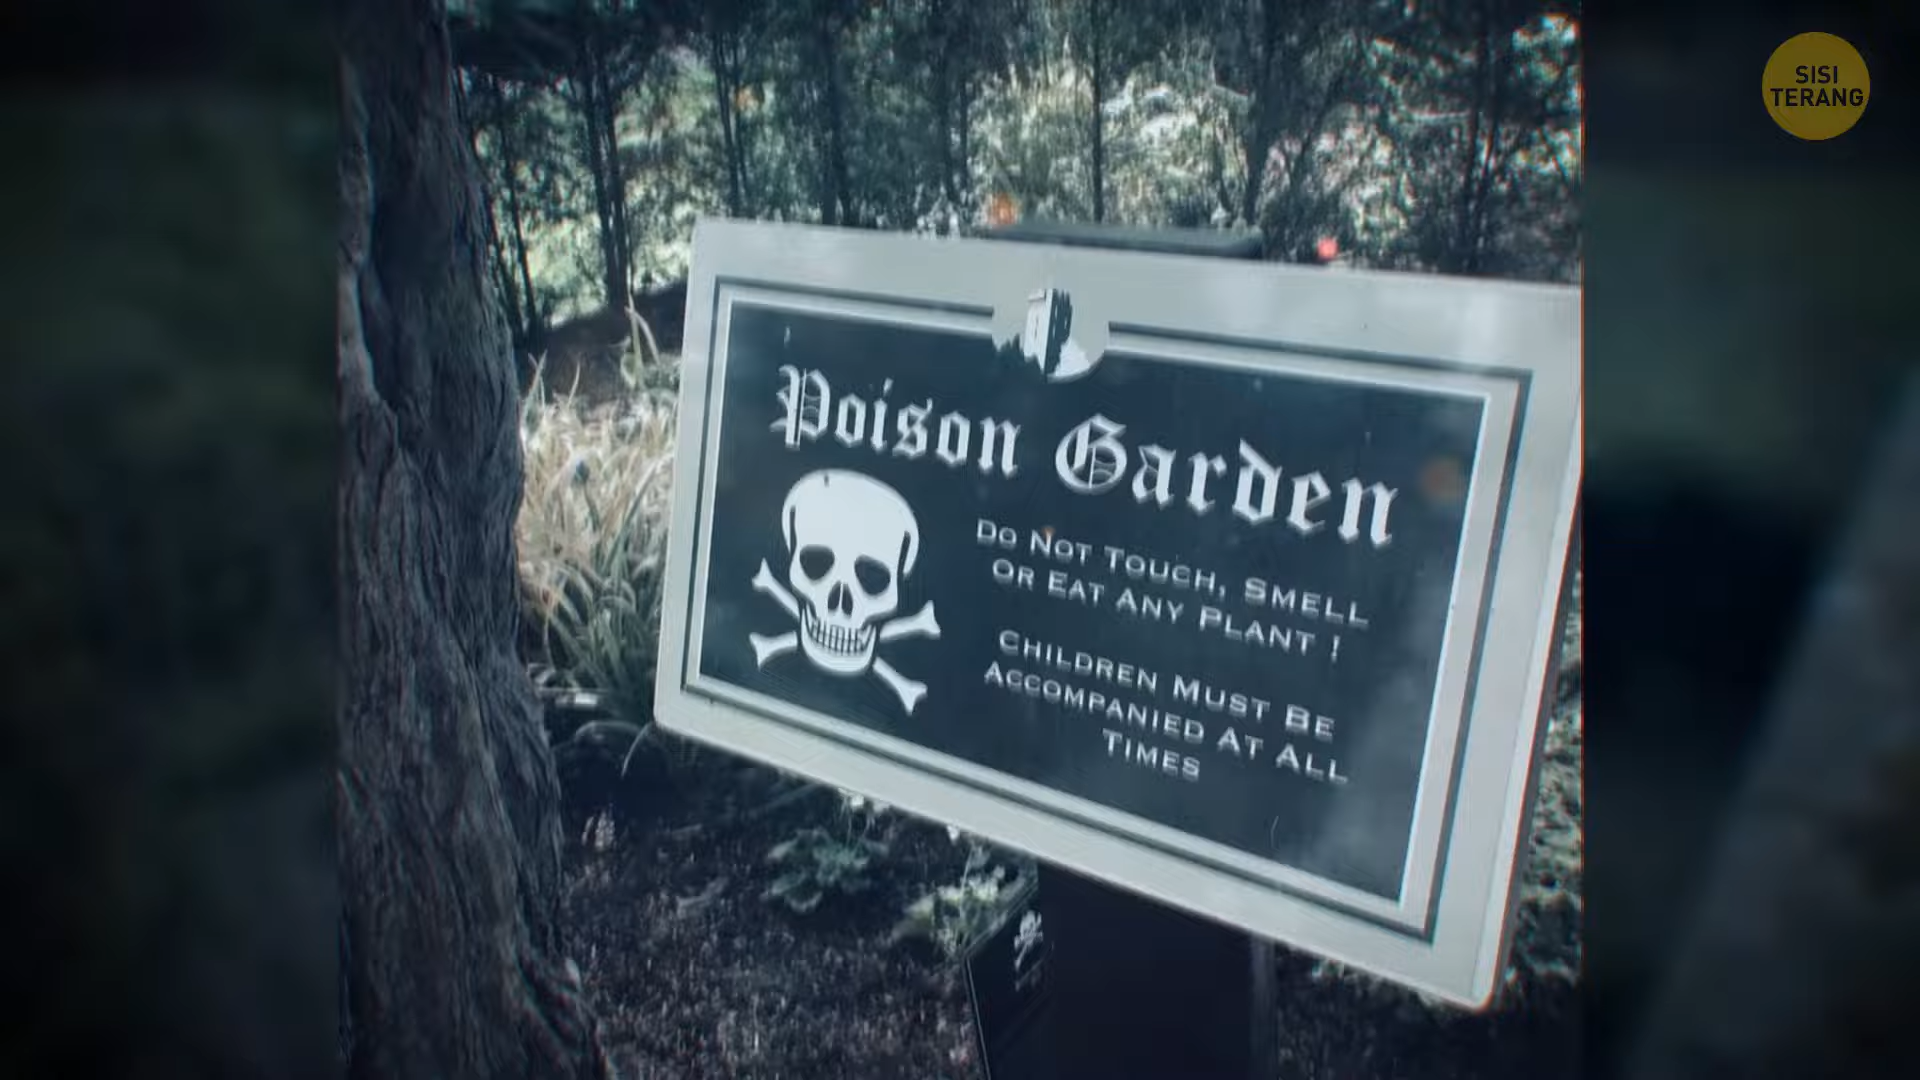 SISI
TERANG
Poison Garden
DO NOT TOUCH, SMELL
OR EAT ANY PLANT !
CHILDREN MUST BE
ACCOMPANIED AT ALL
TIMES